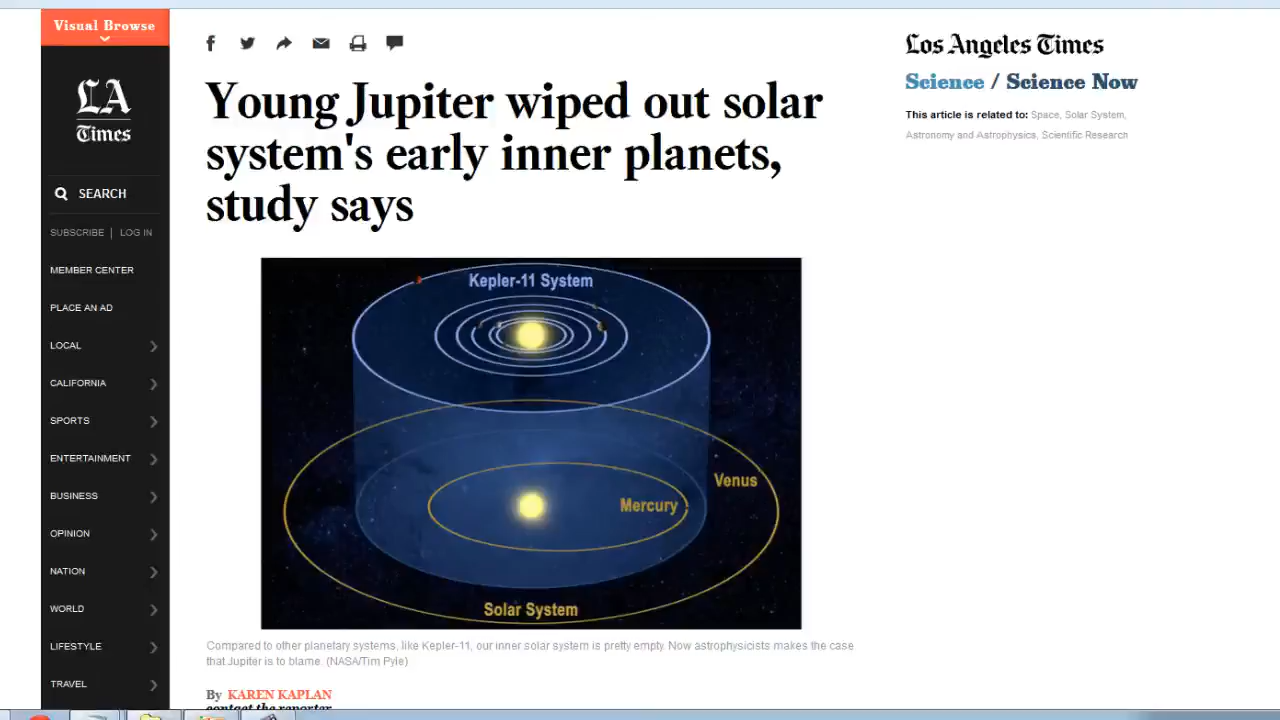 Visual Browse
LA
Times
SEARCH
SUBSCRIBE | LOG IN
MEMBER CENTER
PLACE AN AD
LOCAL
CALIFORNIA
SPORTS
ENTERTAINMENT
BUSINESS
OPINION
NATION
WORLD
LIFESTYLE
TRAVEL
Young Jupiter wiped out solar
system's early inner planets,
study says
Kepler-11 System
Venus
Mercury
Solar System
Compared to other planetary systems, like Kepler-11, our inner solar system is pretty empty. Now astrophysicists makes the case
that Jupiter is to blame. (NASA/Tim Pyle)
By KAREN KAPLAN
contact the reporter
Los Angeles Times
Science / Science Now
This article is related to: Space, Solar System,
Astronomy and Astrophysics, Scientific Research